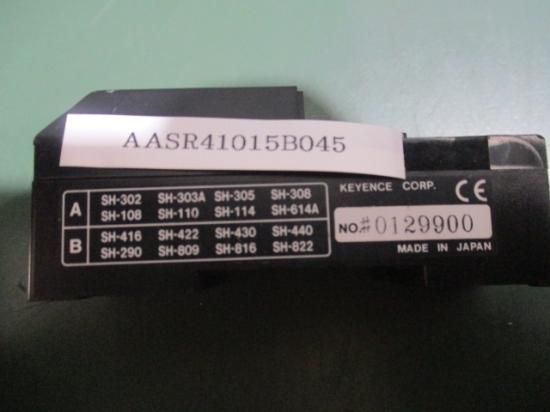 AASR41015B045
A SH-302 SH-303A SH-305 SH-308
SH-108 SH-110 SH-114 SH-614A
B SH-416 SH-422 SH-430 SH-440
SH-290 SH-809 SH-816 SH-822
KEYENCE CORP. CE
NO.#0129900
MADE IN JAPAN